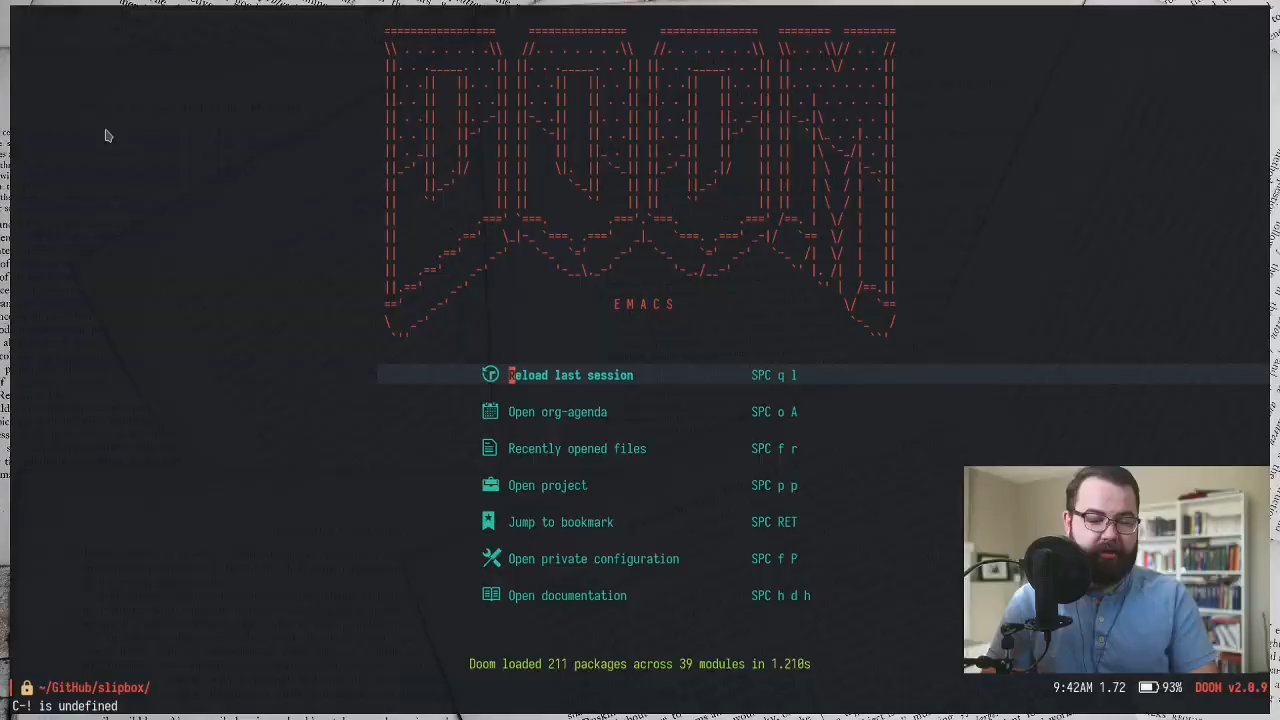 EMACS
Reload last session SPC q l
Open org-agenda SPC o A
Recently opened files SPC f r
Open project SPC p p
Jump to bookmark SPC RET
Open private configuration SPC f P
Open documentation SPC h d h
Doom loaded 211 packages across 39 modules in 1.210s
~/GitHub/slipbox/ 9:42AM 1.72 93% DOOM v2.0.9
C-! is undefined